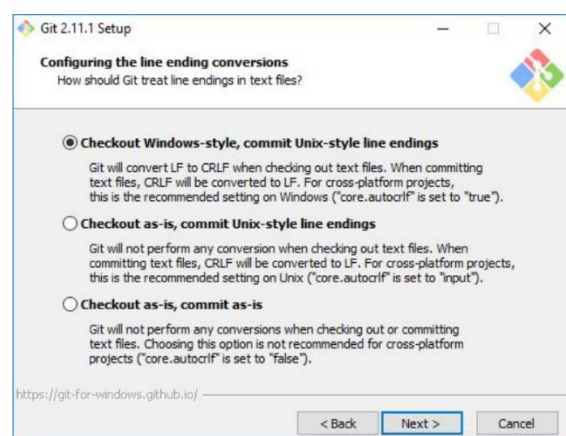 Git 2.11.1 Setup
Configuring the line ending conversions
How should Git treat line endings in text files?
Checkout Windows-style, commit Unix-style line endings
Git will convert LF to CRLF when checking out text files. When committing
text files, CRLF will be converted to LF. For cross-platform projects,
this is the recommended setting on Windows ("core.autocrlf" is set to "true").
Checkout as-is, commit Unix-style line endings
Git will not perform any conversion when checking out text files. When
committing text files, CRLF will be converted to LF. For cross-platform projects,
this is the recommended setting on Unix ("core.autocrlf" is set to "input").
Checkout as-is, commit as-is
Git will not perform any conversions when checking out or committing
text files. Choosing this option is not recommended for cross-platform
projects ("core.autocrlf" is set to "false").
https://git-for-windows.github.io/
< Back Next > Cancel